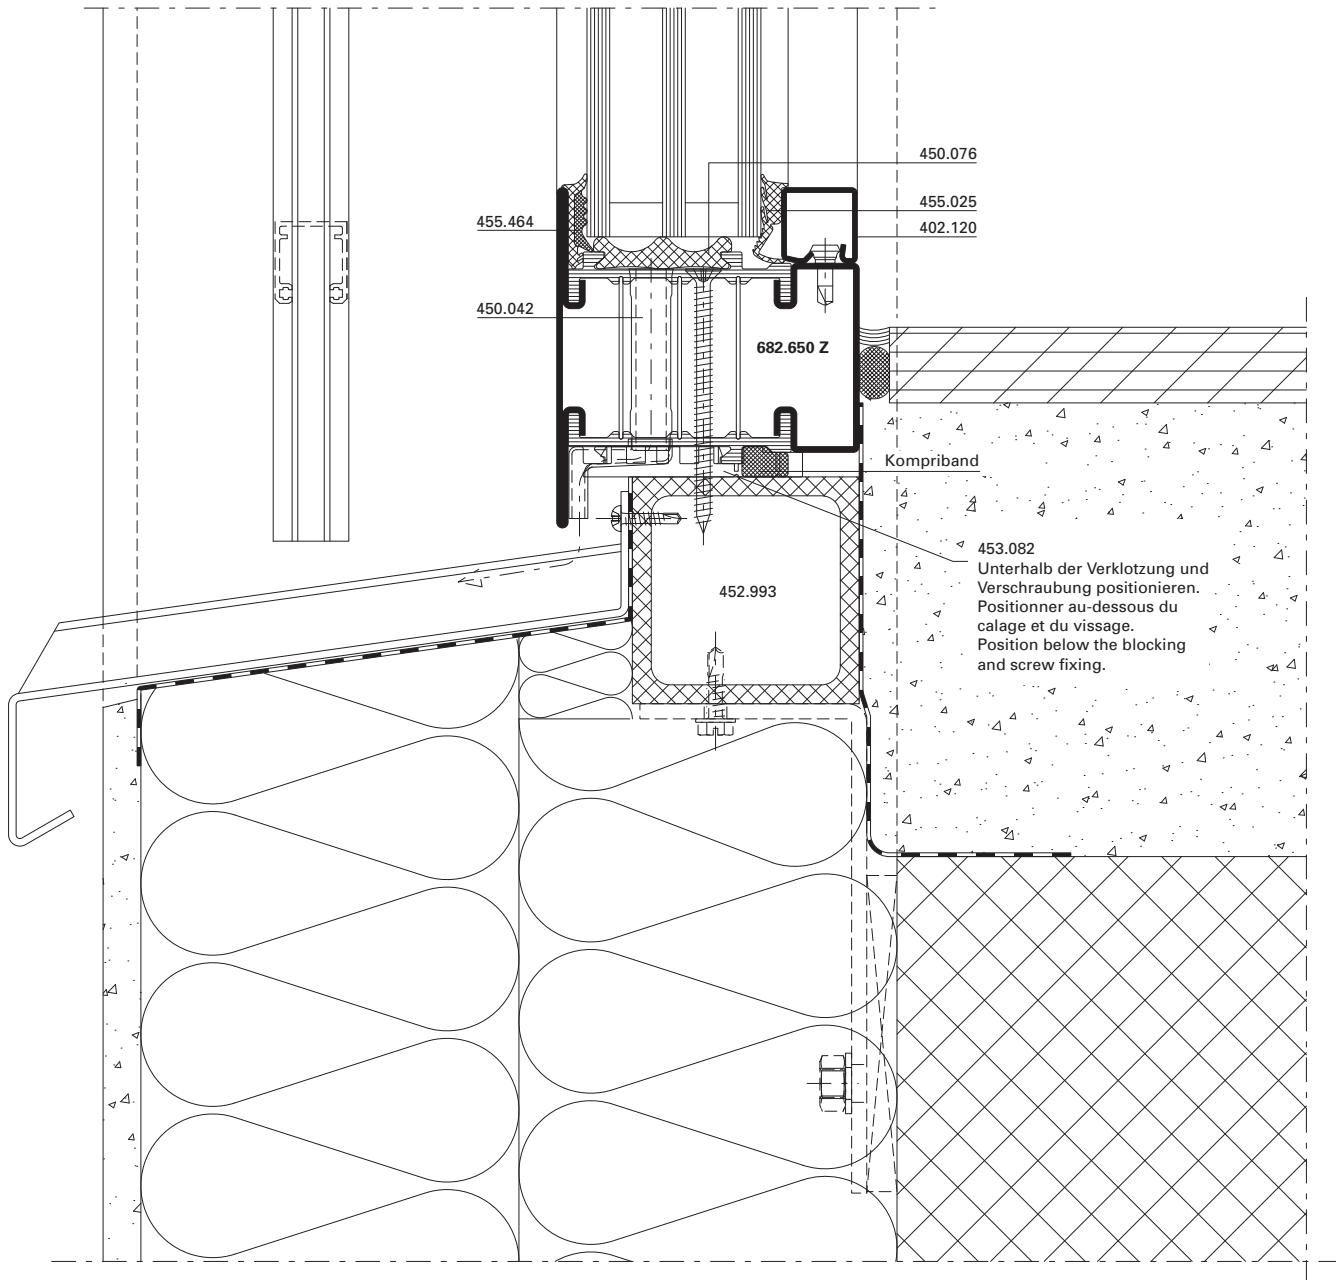 450.076
455.025
455.464
402.120
450.042
682.650 Z
Kompriband
453.082
Unterhalb der Verklotzung und
Verschraubung positionieren.
Positionner au-dessous du
calage et du vissage.
Position below the blocking
and screw fixing.
452.993